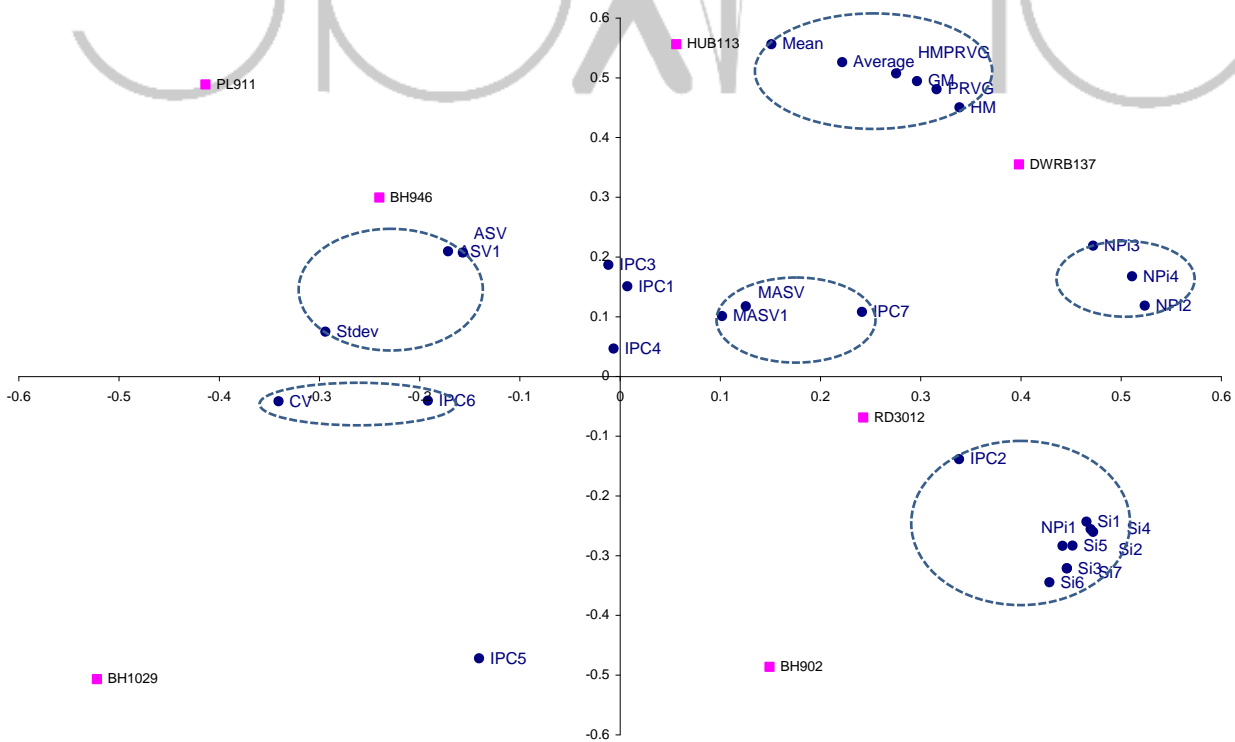 0.6
HUB113
Mean
HMPRVG
Average
PL911
0.5
GM
PRVG
HM
0.4
DWRB137
0.3
BH946
ASV
ASV1
0.2
NPi3
IPC3
NPi4
IPC1
MASV
NPi2
0.1
MASV1
IPC7
Stdev
IPC4
0
-0.6
-0.5
-0.4
-0.3
-0.2
-0.1
0
0.1
0.2
0.3
0.4
0.5
0.6
CV
IPC6
RD3012
-0.1
IPC2
-0.2
NPi1
Si1
Si4
Si5
Si2
-0.3
Si3
Si7
Si6
-0.4
IPC5
BH902
-0.5
BH1029
-0.6